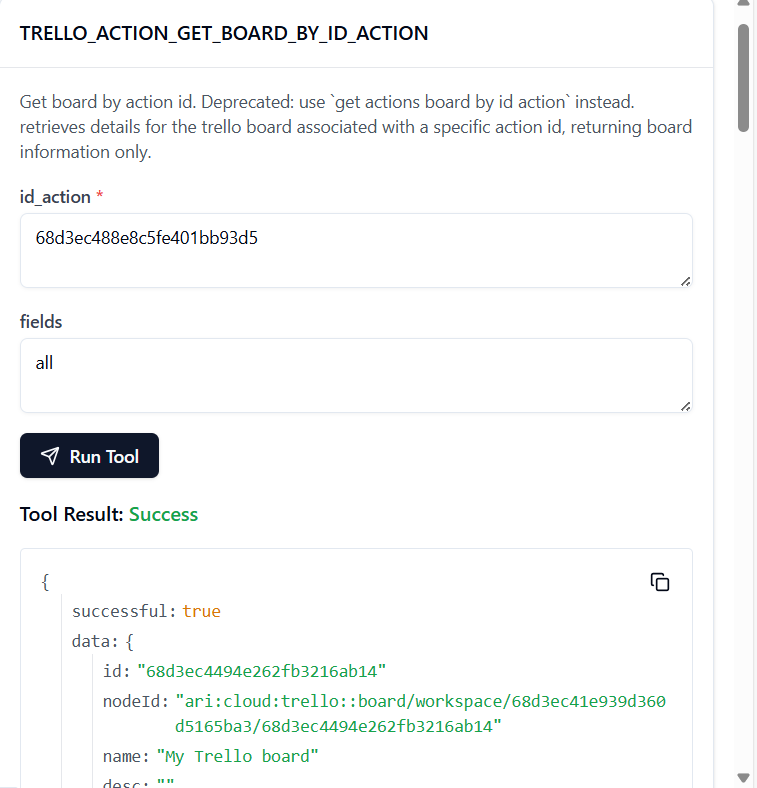 TRELLO_ACTION_GET_BOARD_BY_ID_ACTION
Get board by action id. Deprecated: use `get actions board by id action` instead.
retrieves details for the trello board associated with a specific action id, returning board
information only.
id_action *
68d3ec488e8c5fe401bb93d5
fields
all
Run Tool
Tool Result: Success
{
successful: true
data: {
id: "68d3ec4494e262fb3216ab14"
nodeId: "ari:cloud:trello::board/workspace/68d3ec41e939d360
d5165ba3/68d3ec4494e262fb3216ab14"
name: "My Trello board"
desc: ""